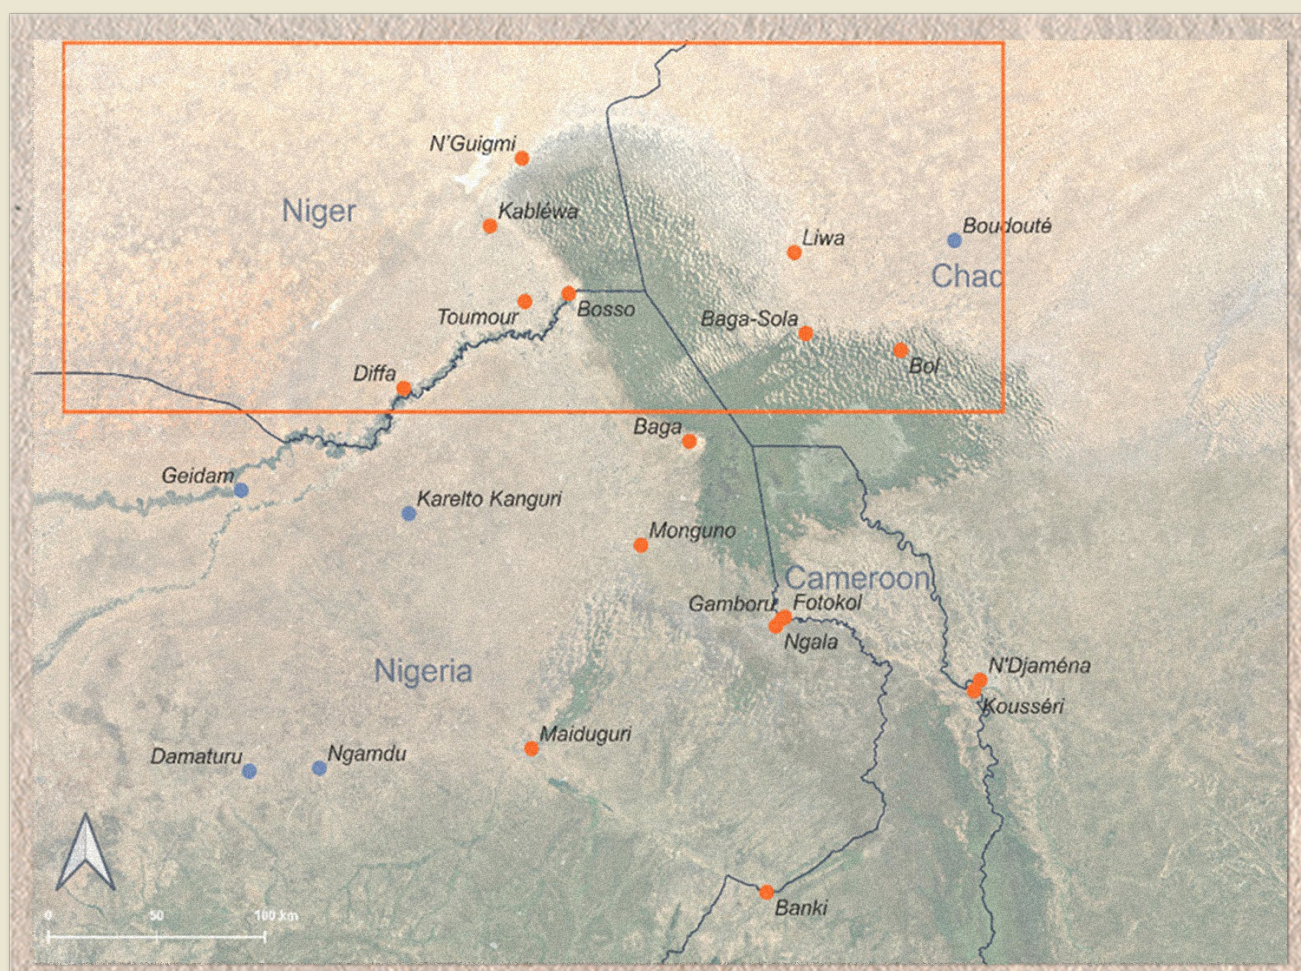 N'Guigmi
Niger
Kabléwa
Boudouté
Liwa
Chad
Bosso
Toumour
Baga-Sola
Bol
Diffa
Baga
Geidam
Karelto Kanguri
Monguno
Cameroon
Gamboru
Fotokol
Ngala
Nigeria
N'Djaména
Kousséri
Maiduguri
Damaturu
Ngamdu
Banki
0 50 100 km